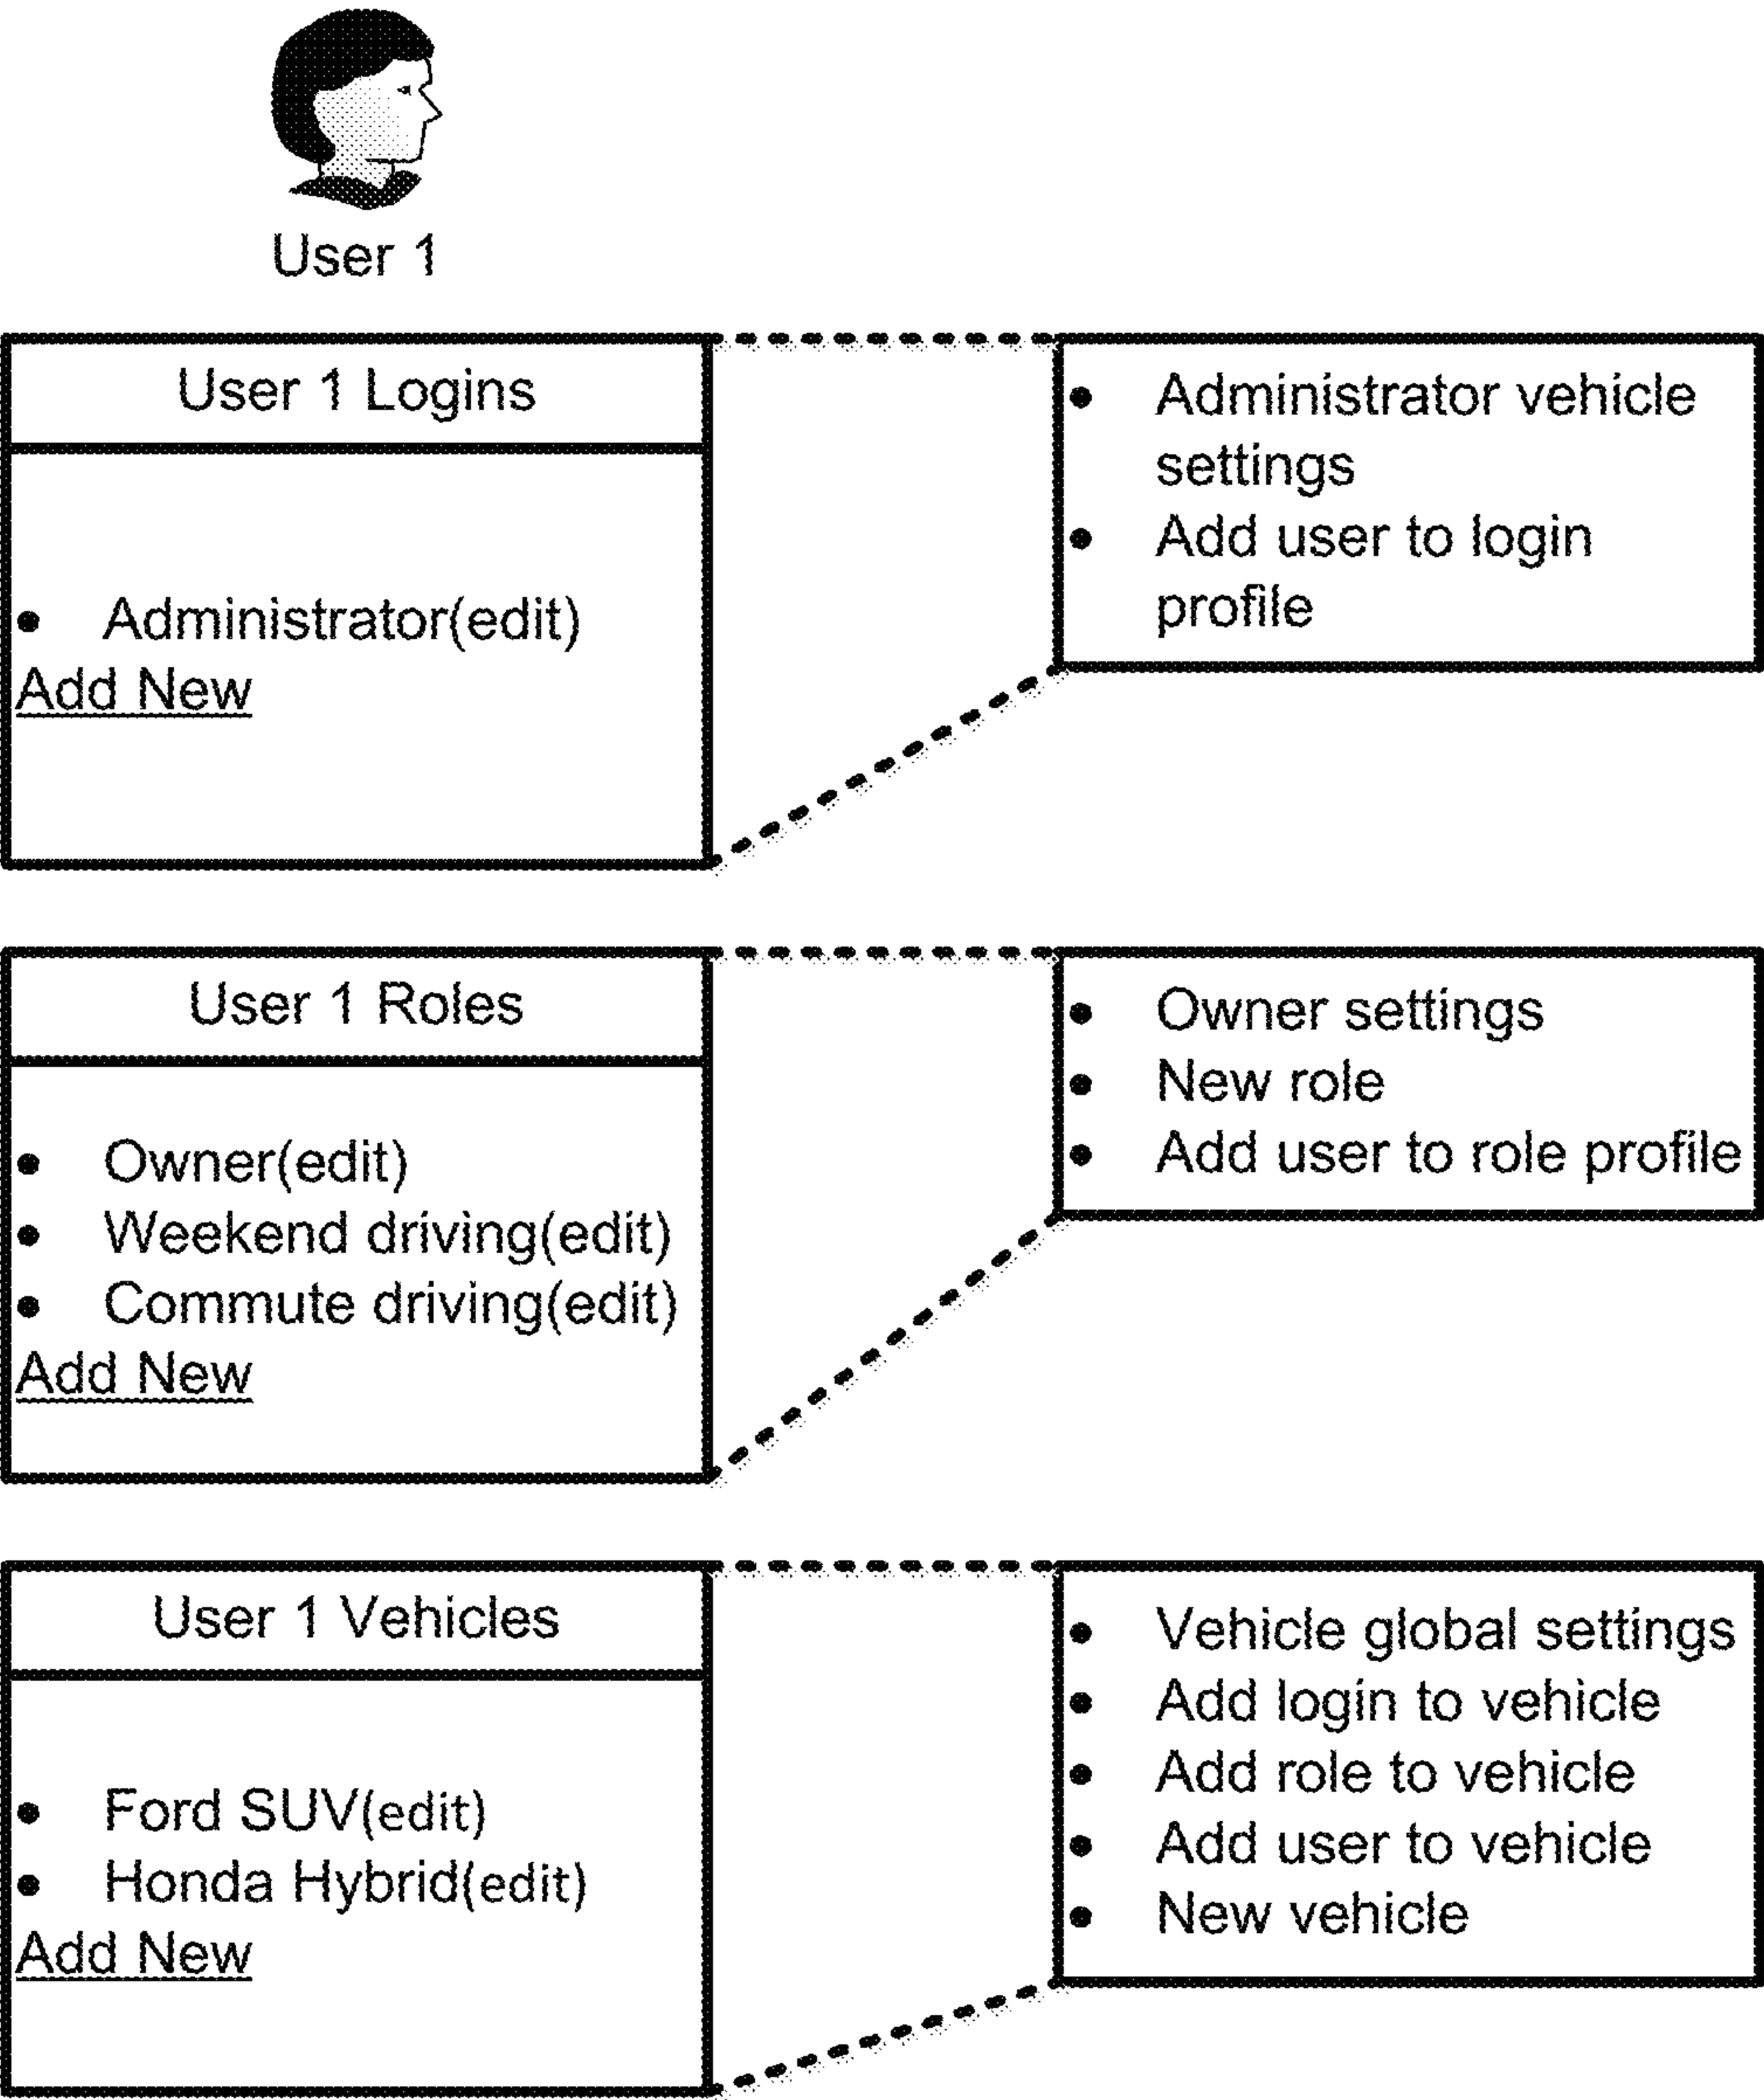 User 1
User 1 Logins
• Administrator(edit)
Add New
• Administrator vehicle
settings
• Add user to login
profile
User 1 Roles
• Owner(edit)
• Weekend driving(edit)
• Commute driving(edit)
Add New
• Owner settings
• New role
• Add user to role profile
User 1 Vehicles
• Ford SUV(edit)
• Honda Hybrid(edit)
Add New
• Vehicle global settings
• Add login to vehicle
• Add role to vehicle
• Add user to vehicle
• New vehicle